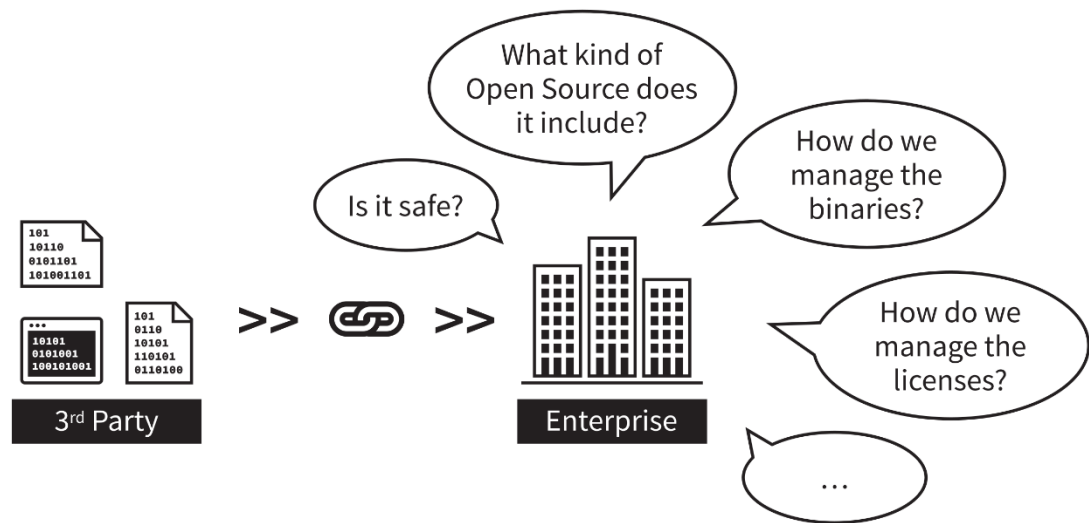 What kind of
Open Source does
it include?
How do we
manage the
binaries?
Is it safe?
101
10110
0101101
101001101
10101
0101001
100101001
101
0110
10101
110101
0110100
>> >>
How do we
manage the
licenses?
3rd Party
Enterprise
...